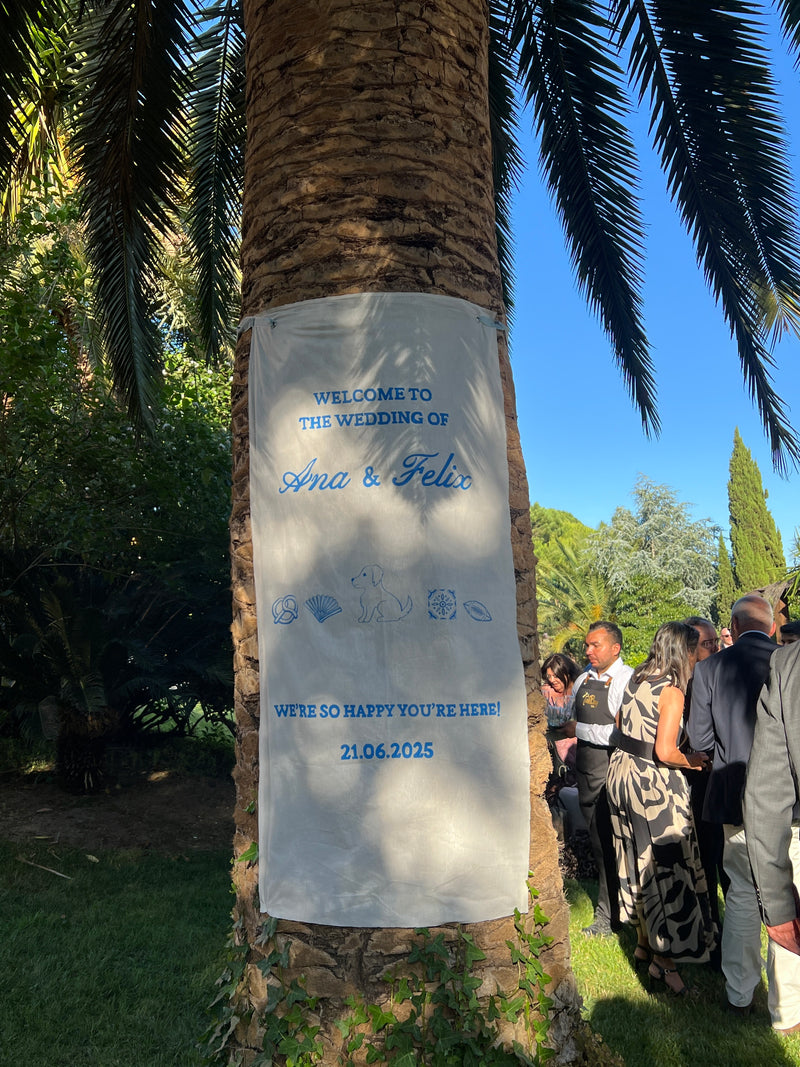 WELCOME TO
THE WEDDING OF
Ana & Felix
WE'RE SO HAPPY YOU'RE HERE!
21.06.2025